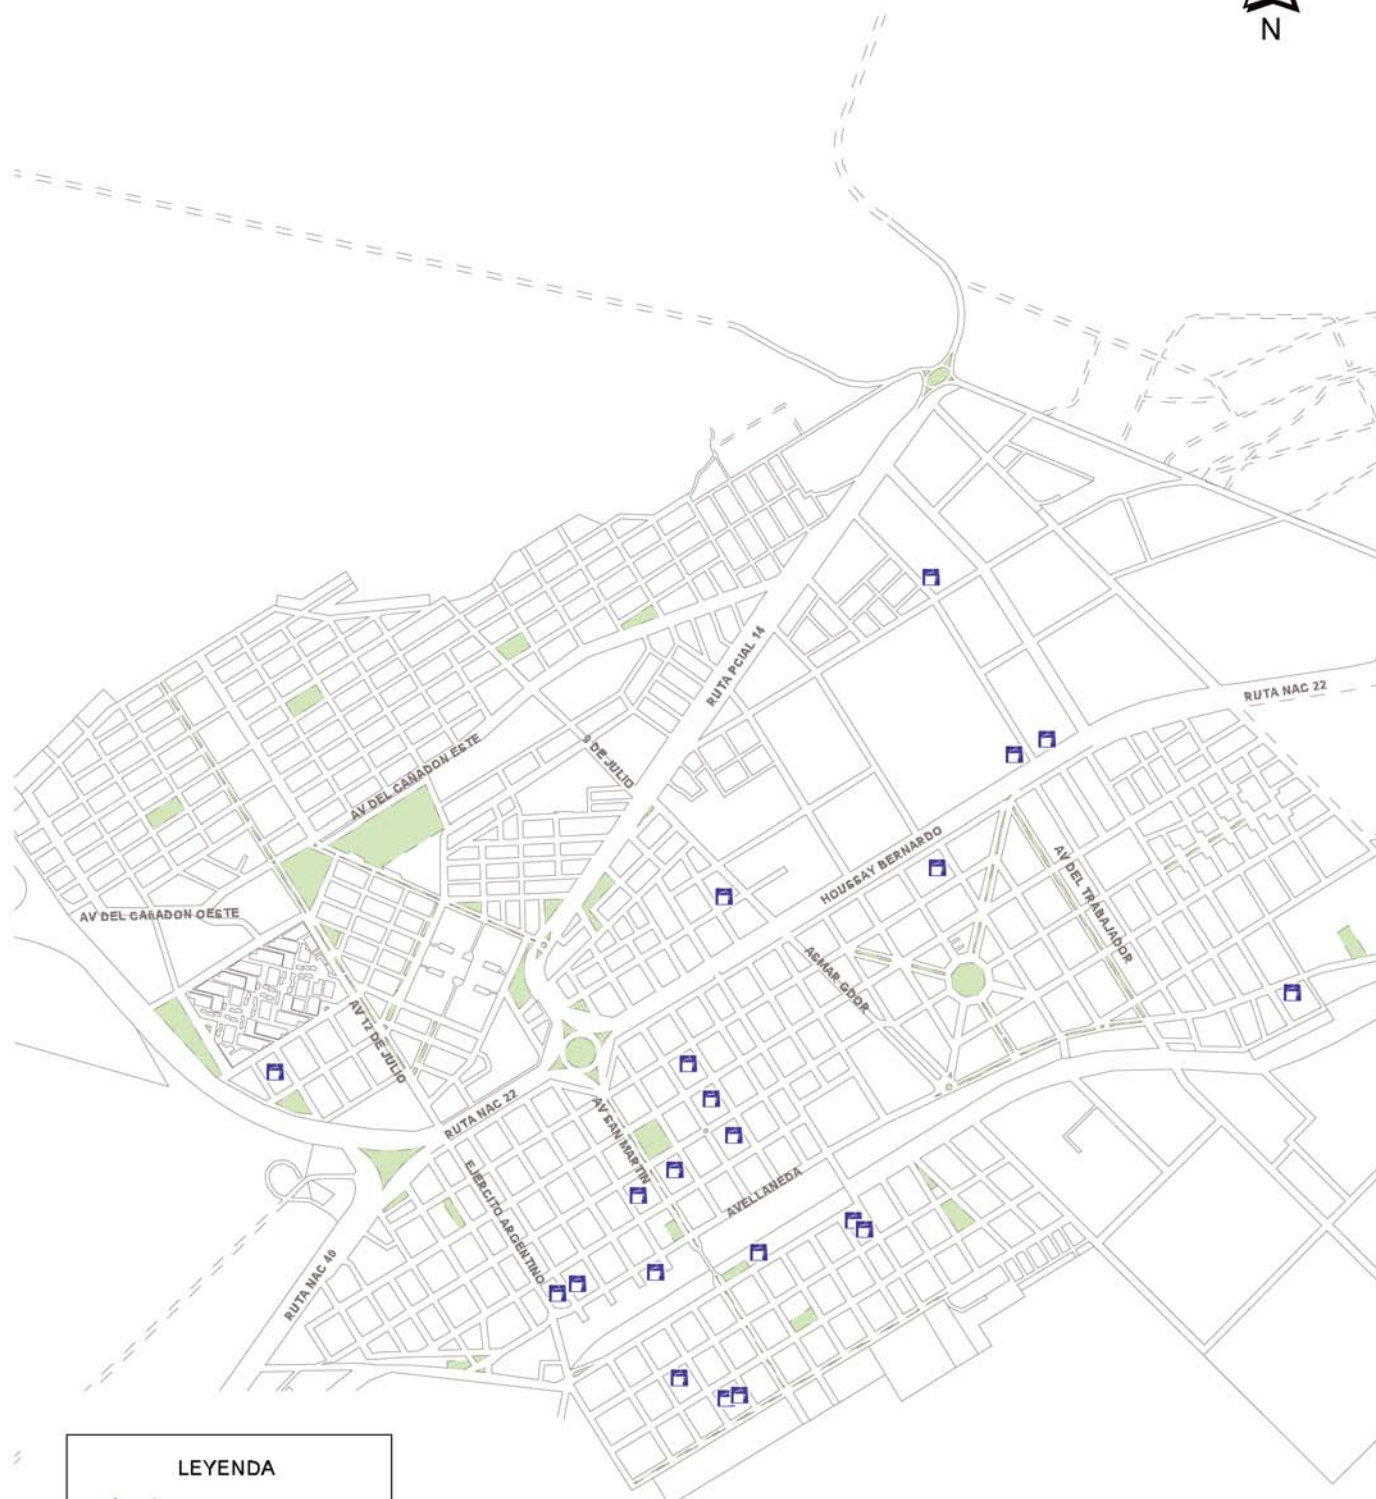 N
RUTA PCIAL 14
RUTA NAC 22
9 DE JULIO
AV DEL CAÑADON ESTE
HOUSSAY BERNARDO
AV DEL TRABAJADOR
AV DEL CAÑADON OESTE
ASMAR GDOR
AV 12 DE JULIO
RUTA NAC 22
AV SAN MARTIN
EJERCITO ARGENTINO
AVELLANEDA
RUTA NAC 40
LEYENDA